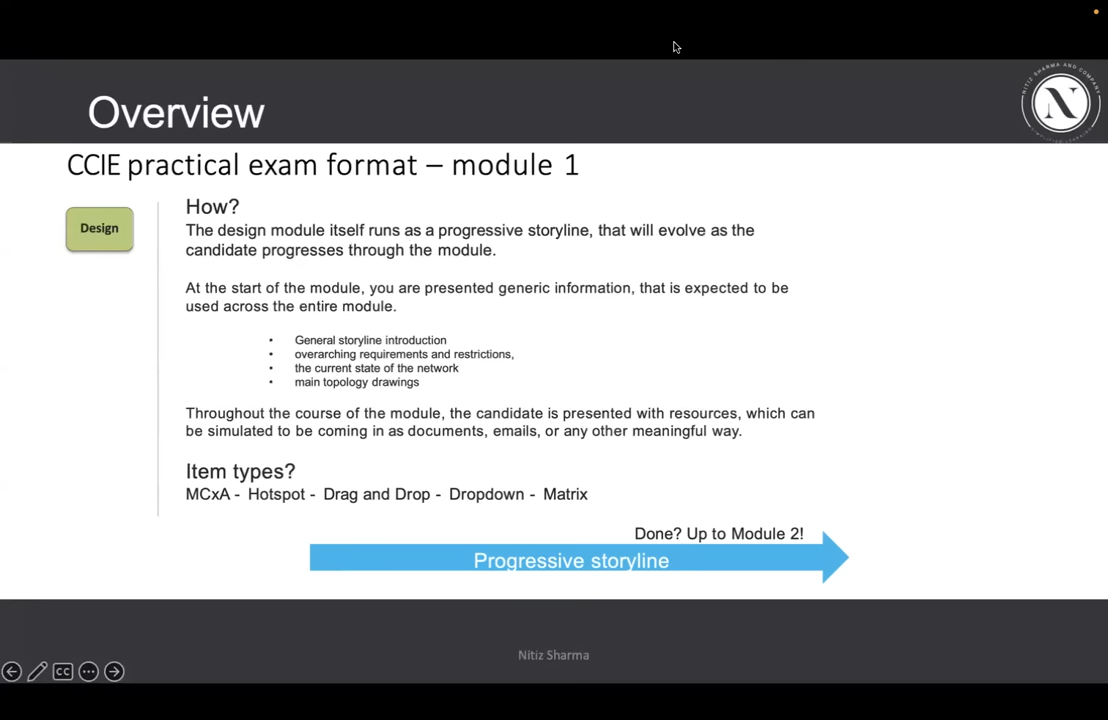 NITIZ SHARMA AND COMPANY
N
Overview
CCIE practical exam format – module 1
Design
How?
The design module itself runs as a progressive storyline, that will evolve as the
candidate progresses through the module.
At the start of the module, you are presented generic information, that is expected to be
used across the entire module.
• General storyline introduction
• overarching requirements and restrictions,
• the current state of the network
• main topology drawings
Throughout the course of the module, the candidate is presented with resources, which can
be simulated to be coming in as documents, emails, or any other meaningful way.
Item types?
MCxA - Hotspot - Drag and Drop - Dropdown - Matrix
Done? Up to Module 2!
Progressive storyline
Nitiz Sharma
CC